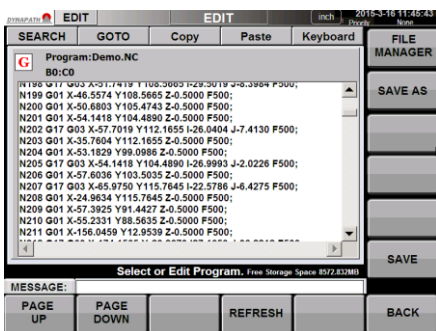 DYNAPATH EDIT EDIT inch 2015-3-16 11:45:43
Priority None
SEARCH GOTO Copy Paste Keyboard FILE MANAGER
G Program:Demo.NC
B0:C0
SAVE AS
N199 G01 X-46.5574 Y108.5665 Z-0.5000 F500;
N200 G01 X-50.6803 Y105.4743 Z-0.5000 F500;
N201 G01 X-54.1418 Y104.4890 Z-0.5000 F500;
N202 G17 G03 X-57.7019 Y112.1655 I-26.0404 J-7.4130 F500;
N203 G01 X-35.7604 Y112.1655 Z-0.5000 F500;
N204 G01 X-53.1829 Y99.0986 Z-0.5000 F500;
N205 G17 G03 X-54.1418 Y104.4890 I-26.9993 J-2.0226 F500;
N206 G01 X-57.6036 Y103.5035 Z-0.5000 F500;
N207 G17 G03 X-65.9750 Y115.7645 I-22.5786 J-6.4275 F500;
N208 G01 X-24.9634 Y115.7645 Z-0.5000 F500;
N209 G01 X-57.3925 Y91.4427 Z-0.5000 F500;
N210 G01 X-55.2331 Y88.5635 Z-0.5000 F500;
N211 G01 X-156.0459 Y12.9539 Z-0.5000 F500;
SAVE
Select or Edit Program. Free Storage Space 8572.832MB
MESSAGE:
PAGE UP PAGE DOWN REFRESH BACK